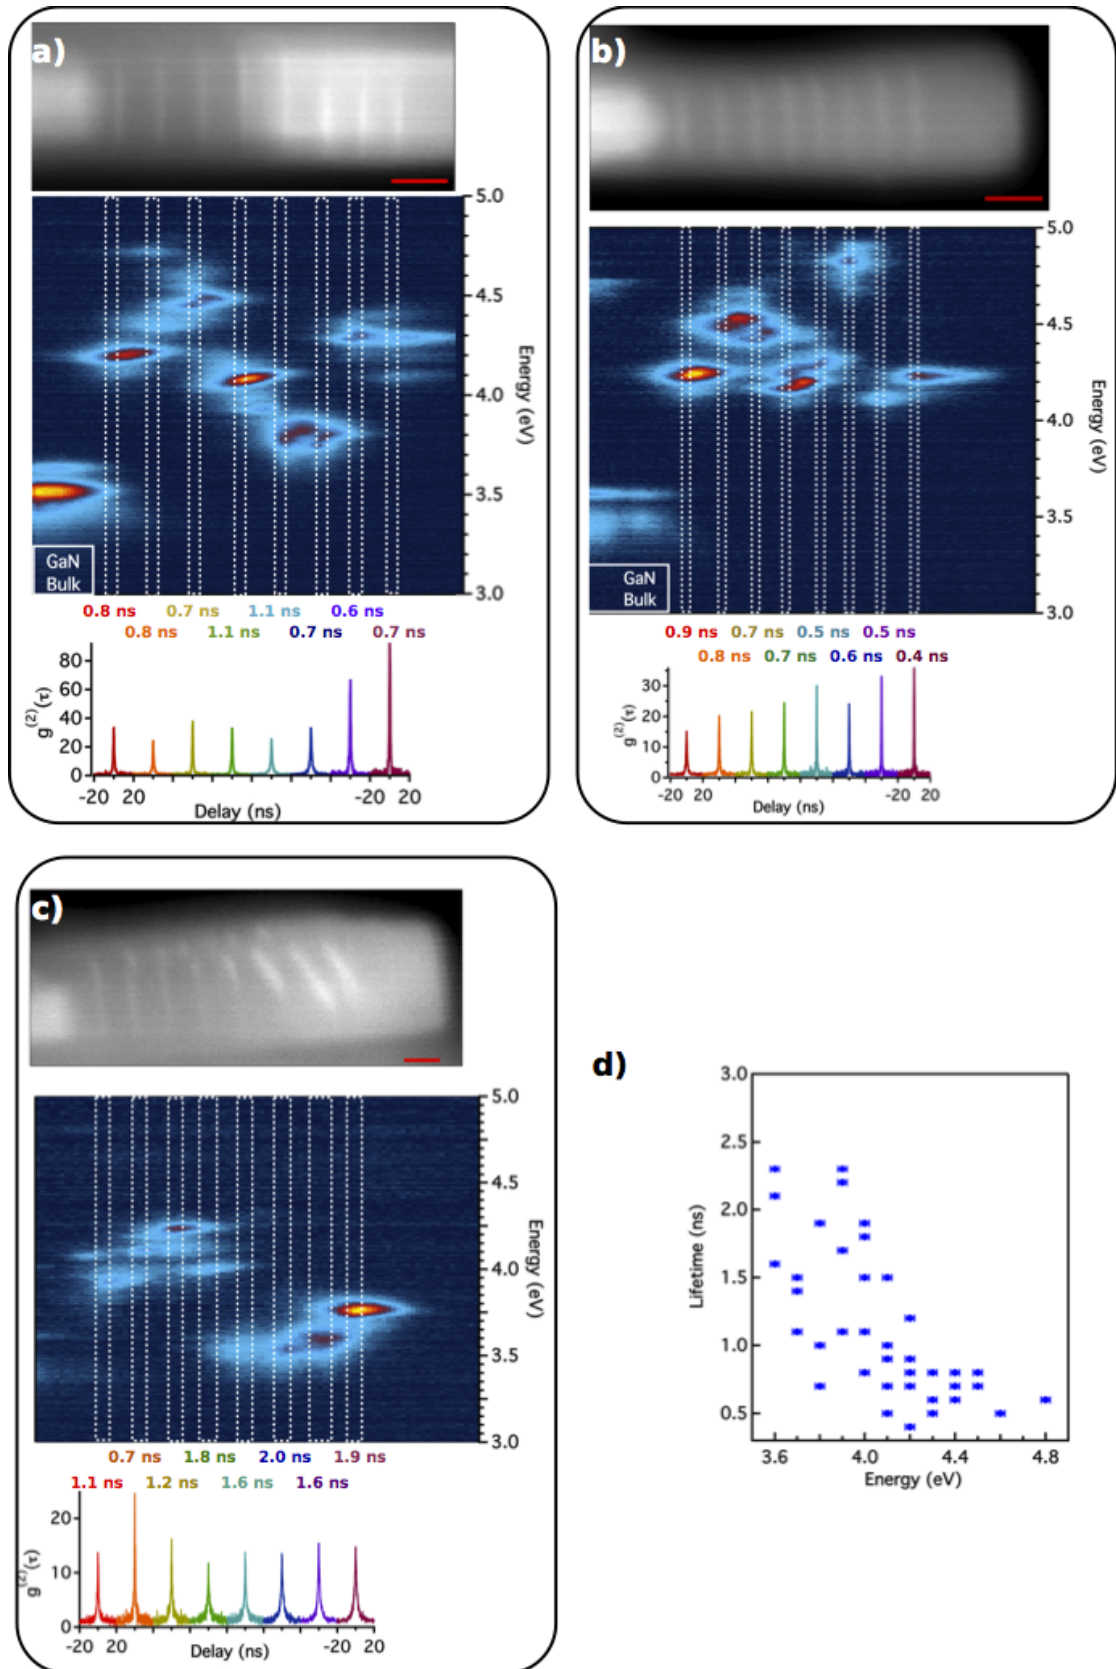 a)
5.0
4.5
4.0
3.5
3.0
Energy (eV)
GaN
Bulk
0.8 ns 0.7 ns 1.1 ns 0.6 ns
0.8 ns 1.1 ns 0.7 ns 0.7 ns
80
60
40
20
0
g(2)(τ)
-20 20 -20 20
Delay (ns)
b)
5.0
4.5
4.0
3.5
3.0
Energy (eV)
GaN
Bulk
0.9 ns 0.7 ns 0.5 ns 0.5 ns
0.8 ns 0.7 ns 0.6 ns 0.4 ns
30
20
10
0
g(2)(τ)
-20 20 -20 20
Delay (ns)
c)
5.0
4.5
4.0
3.5
3.0
Energy (eV)
0.7 ns 1.8 ns 2.0 ns 1.9 ns
1.1 ns 1.2 ns 1.6 ns 1.6 ns
20
10
0
g(2)(τ)
-20 20 -20 20
Delay (ns)
d)
3.0
2.5
2.0
1.5
1.0
0.5
Lifetime (ns)
3.6 4.0 4.4 4.8
Energy (eV)